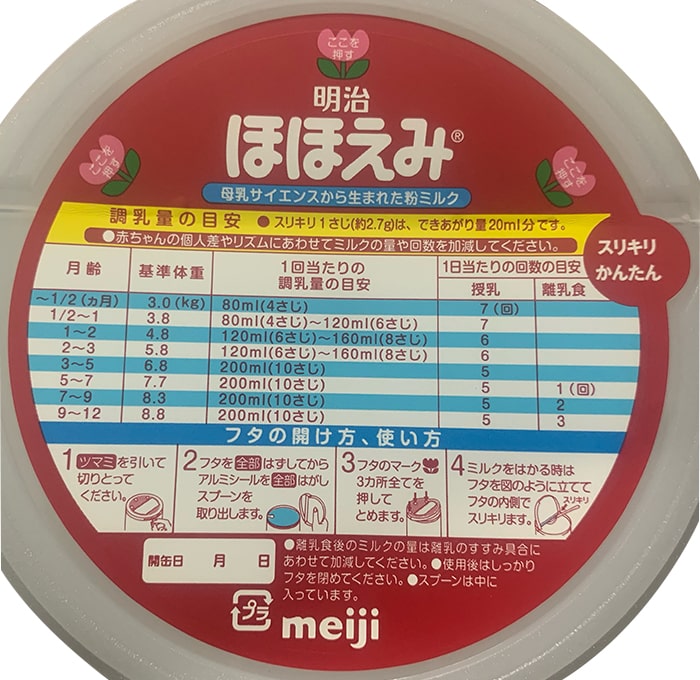 ここを
押す
明治
ほほえみ®
ここを
押す
ここを
押す
母乳サイエンスから生まれた粉ミルク
調乳量の目安 ●スリキリ1さじ(約2.7g)は、できあがり量20ml分です。
●赤ちゃんの個人差やリズムにあわせてミルクの量や回数を加減してください。
スリキリ
かんたん
月齢 基準体重 1回当たりの調乳量の目安 1日当たりの回数の目安
授乳 離乳食
～1/2(ヵ月) 3.0(kg) 80ml(4さじ) 7(回)
1/2～1 3.8 80ml(4さじ)～120ml(6さじ) 7
1～2 4.8 120ml(6さじ)～160ml(8さじ) 6
2～3 5.8 120ml(6さじ)～160ml(8さじ) 6
3～5 6.8 200ml(10さじ) 5
5～7 7.7 200ml(10さじ) 5 1(回)
7～9 8.3 200ml(10さじ) 5 2
9～12 8.8 200ml(10さじ) 5 3
フタの開け方、使い方
1 ツマミを引いて
切りとって
ください。
2 フタを全部はずしてから
アルミシールを全部はがし
スプーンを
取り出します。
3 フタのマーク
3カ所全てを
押して
とめます。
4 ミルクをはかる時は
フタを図のように立てて
フタの内側で
スリキリます。
スリキリ
開缶日 月 日
●離乳食後のミルクの量は離乳のすすみ具合に
あわせて加減してください。●使用後はしっかり
フタを閉めてください。●スプーンは中に
入っています。
プラ
meiji